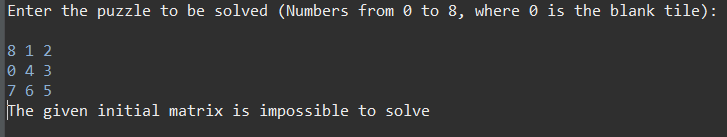 Enter the puzzle to be solved (Numbers from 0 to 8, where 0 is the blank tile):
8 1 2
0 4 3
7 6 5
The given initial matrix is impossible to solve